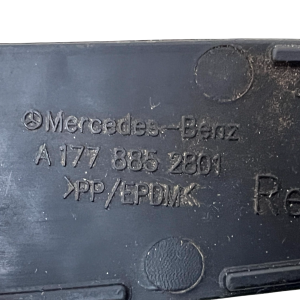 Mercedes-Benz
A 177 885 2801
>PP/EPDM<
Re